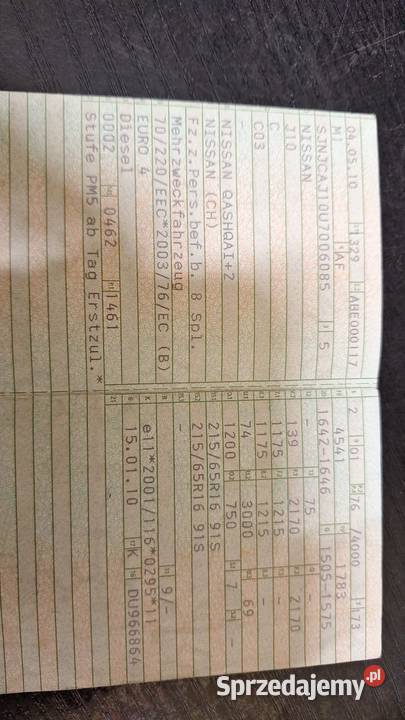 04.05.10 1329 ABE000117
M1 AF
SJNJCAJ10U7006085 5
NISSAN
J10
C
C03
-
NISSAN QASHQAI+2
NISSAN (CH)
Fz.z.Pers.bef.b. 8 Spl.
Mehrzweckfahrzeug
70/220/EEC*2003/76/EC (B)
EURO 4
Diesel
0002 0462 1461
Stufe PM5 ab Tag Erstzul.*
2 01 76 /4000 173
4541 1783
1642-1646 1505-1575
- 75 -
139 2170 2170
1175 1215 -
1175 1215 -
74 3000 69
1200 750 7 -
215/65R16 91S
215/65R16 91S
-
9/-
e11*2001/116*0295*11
15.01.10 K DU966864
-
Sprzedajemy.pl